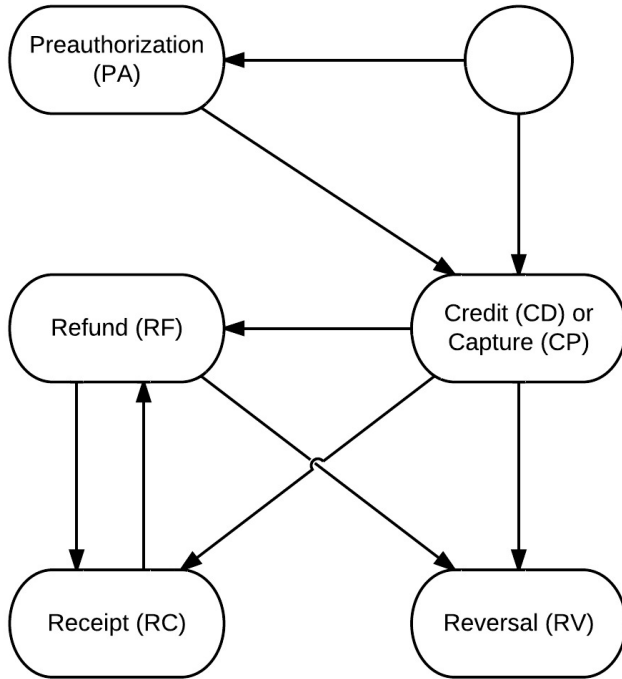 Preauthorization
(PA)
Refund (RF)
Credit (CD) or
Capture (CP)
Receipt (RC)
Reversal (RV)